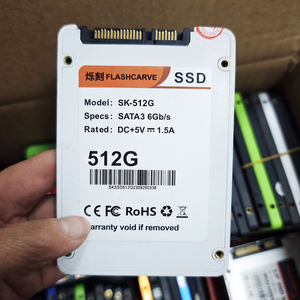 烁刻 FLASHCARVE SSD
Model: SK-512G
Specs: SATA3 6Gb/s
Rated: DC+5V⎓1.5A
512G
CE FC RoHS
Warranty void if removed